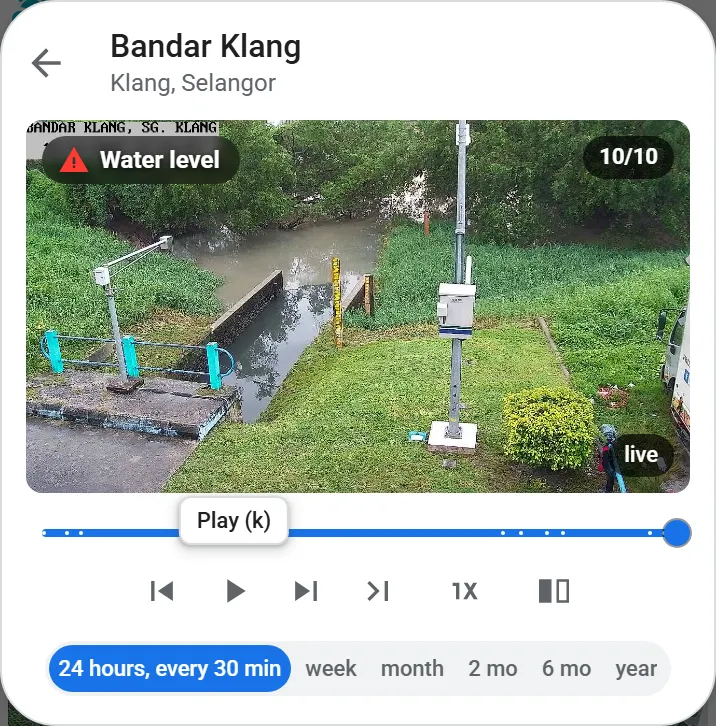 Bandar Klang
Klang, Selangor
BANDAR KLANG, SG. KLANG
Water level
10/10
live
Play (k)
1X
24 hours, every 30 min week month 2 mo 6 mo year